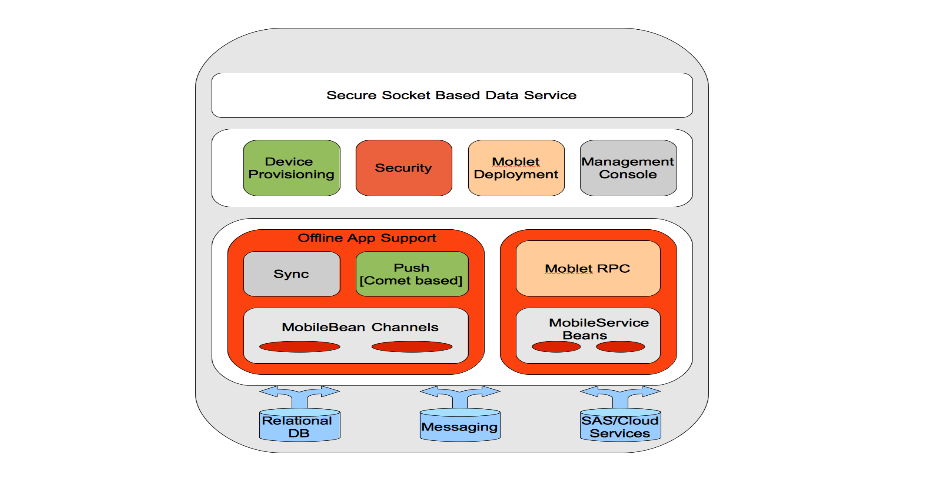 Secure Socket Based Data Service
Device
Provisioning
Security
Moblet
Deployment
Management
Console
Offline App Support
Sync
Push
[Comet based]
Moblet RPC
MobileBean Channels
MobileService
Beans
Relational
DB
Messaging
SAS/Cloud
Services